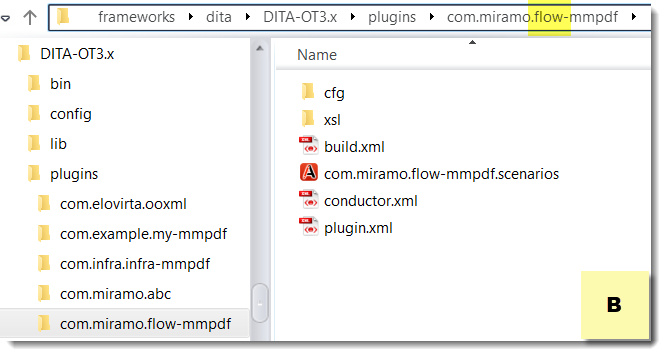 frameworks dita DITA-OT3.x plugins com.miramo.flow-mmpdf
DITA-OT3.x
bin
config
lib
plugins
com.elovirta.ooxml
com.example.my-mmpdf
com.infra.infra-mmpdf
com.miramo.abc
com.miramo.flow-mmpdf
Name
cfg
xsl
build.xml
com.miramo.flow-mmpdf.scenarios
conductor.xml
plugin.xml
B